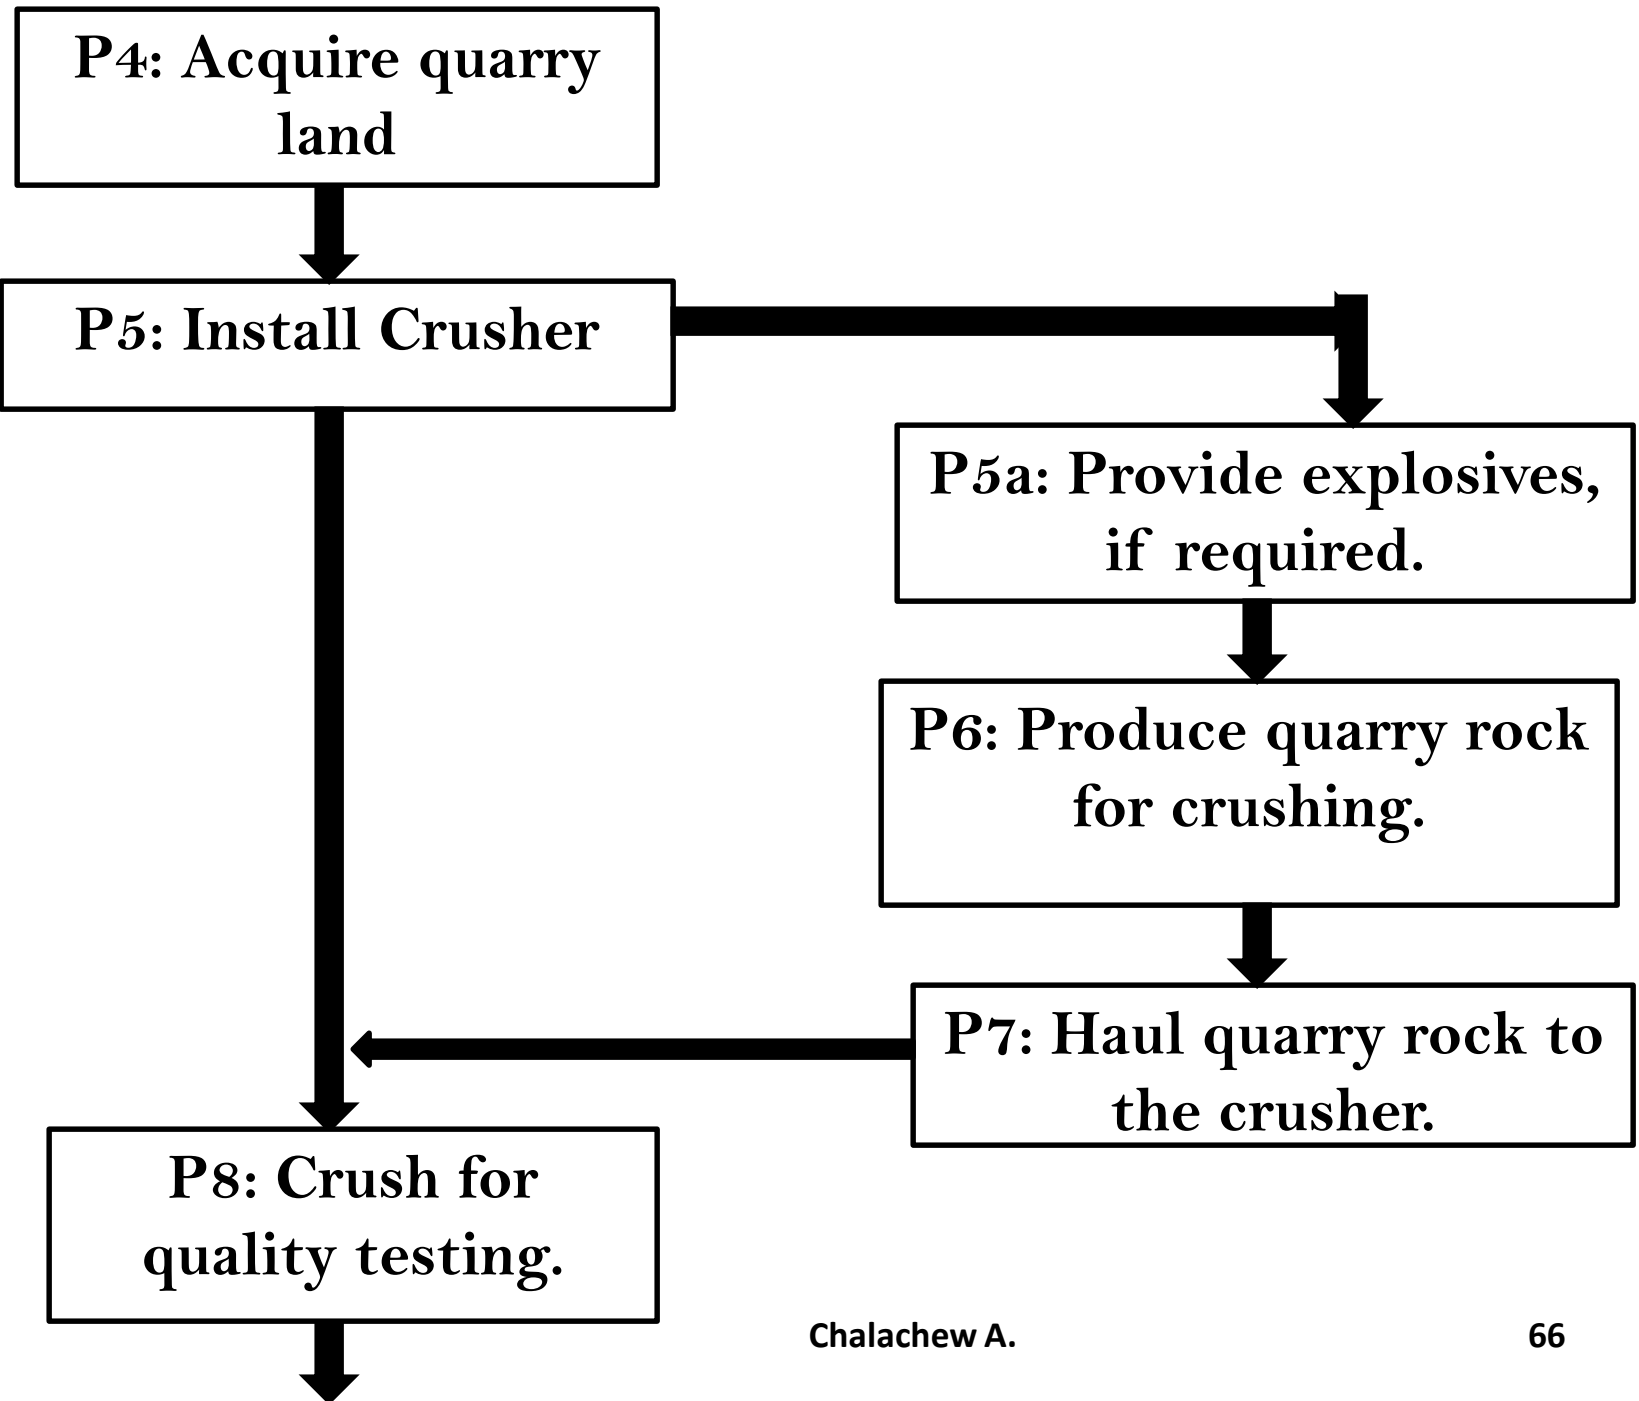 P4: Acquire quarry
land
P5: Install Crusher
P5a: Provide explosives,
if required.
P6: Produce quarry rock
for crushing.
P7: Haul quarry rock to
the crusher.
P8: Crush for
quality testing.
Chalachew A.
66